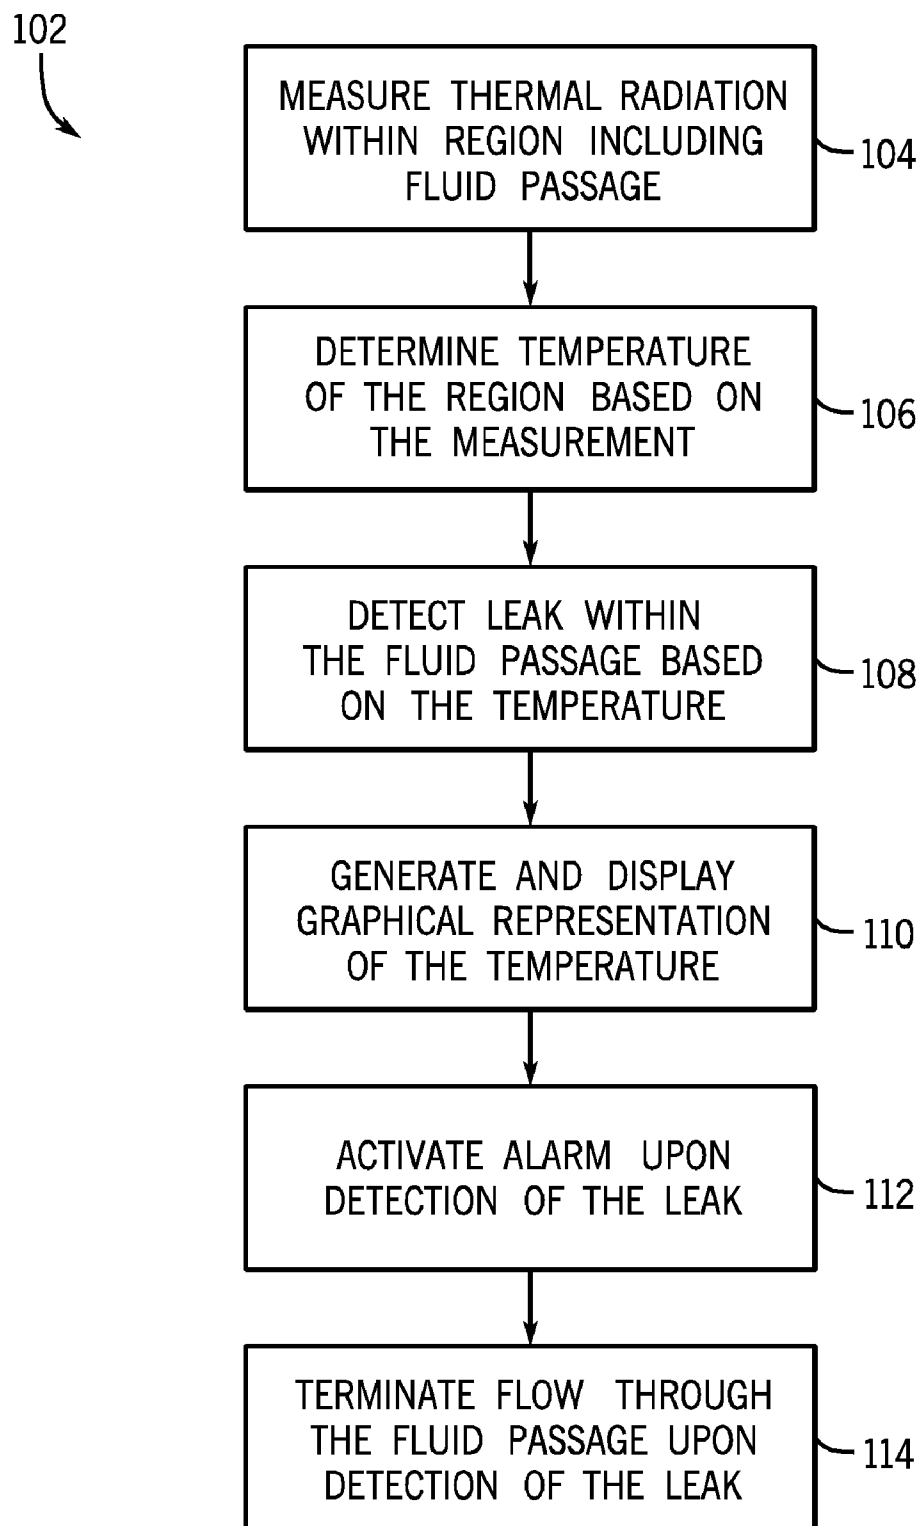 102
MEASURE THERMAL RADIATION
WITHIN REGION INCLUDING
FLUID PASSAGE
104
DETERMINE TEMPERATURE
OF THE REGION BASED ON
THE MEASUREMENT
106
DETECT LEAK WITHIN
THE FLUID PASSAGE BASED
ON THE TEMPERATURE
108
GENERATE AND DISPLAY
GRAPHICAL REPRESENTATION
OF THE TEMPERATURE
110
ACTIVATE ALARM UPON
DETECTION OF THE LEAK
112
TERMINATE FLOW THROUGH
THE FLUID PASSAGE UPON
DETECTION OF THE LEAK
114